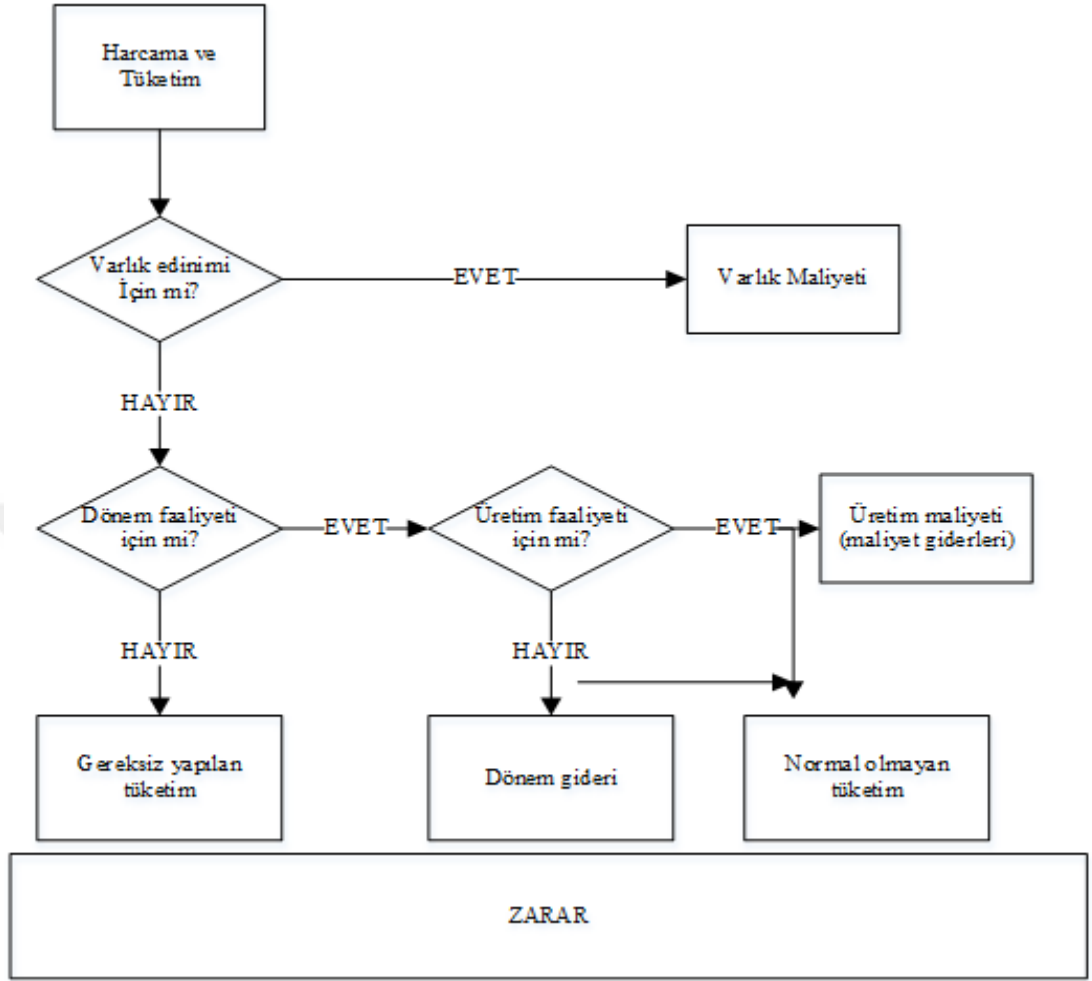 Harcama ve
Tüketim
Varlık edinimi
İçin mi?
EVET
Varlık Maliyeti
HAYIR
Dönem faaliyeti
için mi?
EVET
Üretim faaliyeti
için mi?
EVET
Üretim maliyeti
(maliyet giderleri)
HAYIR
HAYIR
Gereksiz yapılan
tüketim
Dönem gideri
Normal olmayan
tüketim
ZARAR